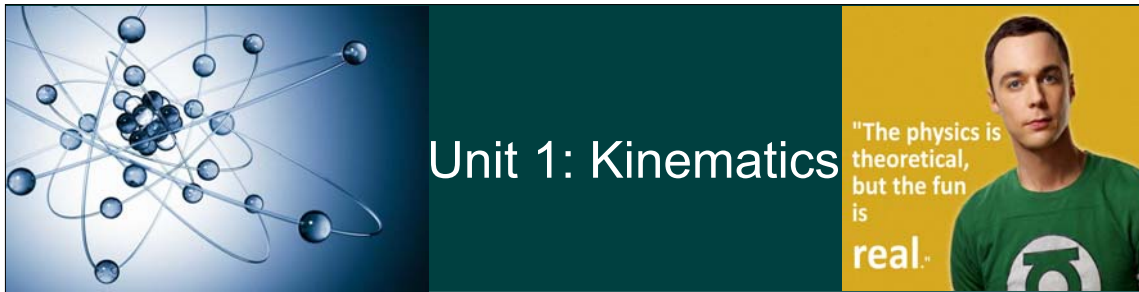 Unit 1: Kinematics
"The physics is
theoretical,
but the fun
is
real."